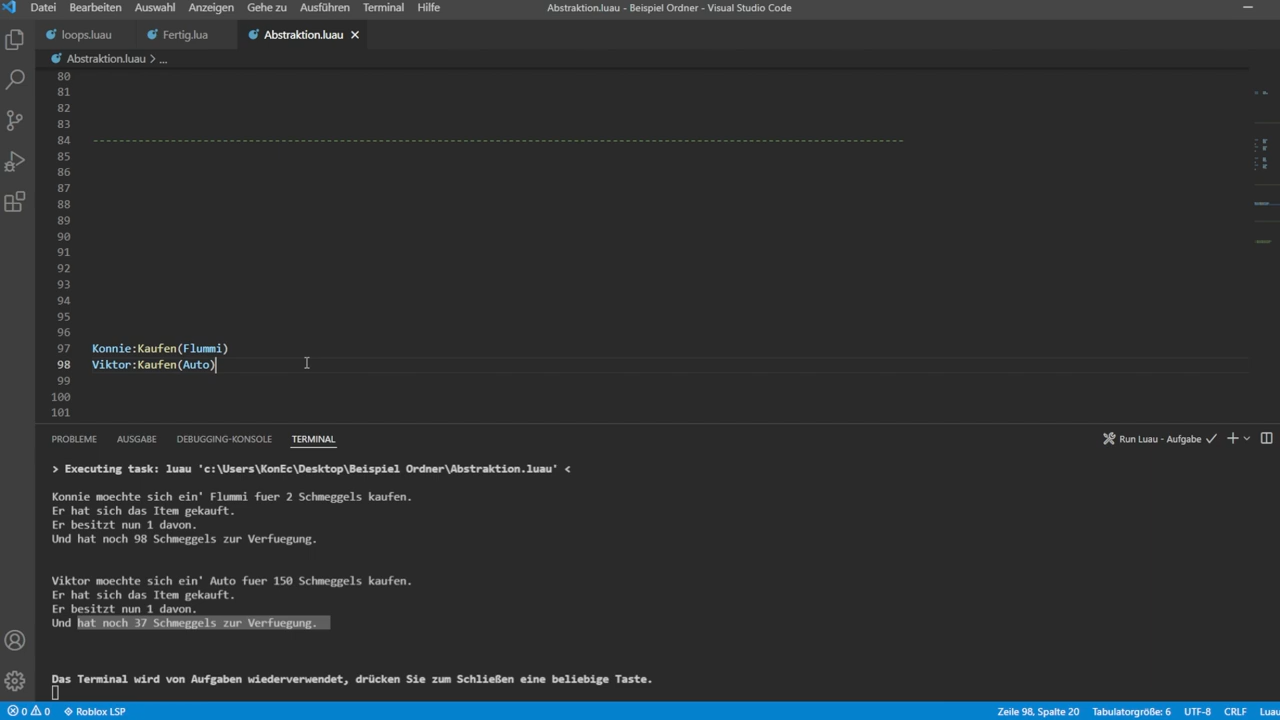 Datei Bearbeiten Auswahl Anzeigen Gehe zu Ausführen Terminal Hilfe Abstraktion.luau - Beispiel Ordner - Visual Studio Code
loops.luau Fertig.lua Abstraktion.luau
Abstraktion.luau > ...
80
81
82
83
84 ----------------------------------------------------------------------------------------------------
85
86
87
88
89
90
91
92
93
94
95
96
97 Konnie:Kaufen(Flummi)
98 Viktor:Kaufen(Auto)
99
100
101
PROBLEME AUSGABE DEBUGGING-KONSOLE TERMINAL Run Luau - Aufgabe
> Executing task: luau 'c:\Users\KonEc\Desktop\Beispiel Ordner\Abstraktion.luau' <
Konnie moechte sich ein' Flummi fuer 2 Schmeggels kaufen.
Er hat sich das Item gekauft.
Er besitzt nun 1 davon.
Und hat noch 98 Schmeggels zur Verfuegung.
Viktor moechte sich ein' Auto fuer 150 Schmeggels kaufen.
Er hat sich das Item gekauft.
Er besitzt nun 1 davon.
Und hat noch 37 Schmeggels zur Verfuegung.
Das Terminal wird von Aufgaben wiederverwendet, drücken Sie zum Schließen eine beliebige Taste.
0 0 Roblox LSP Zeile 98, Spalte 20 Tabulatorgröße: 6 UTF-8 CRLF Luau